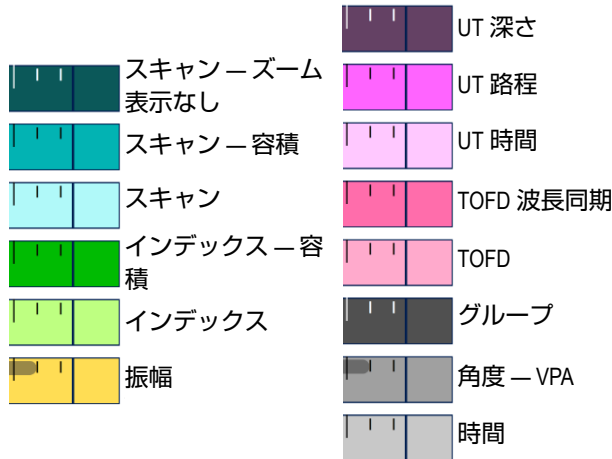 スキャン — ズーム
表示なし
スキャン — 容積
スキャン
インデックス — 容
積
インデックス
振幅
UT 深さ
UT 路程
UT 時間
TOFD 波長同期
TOFD
グループ
角度 — VPA
時間